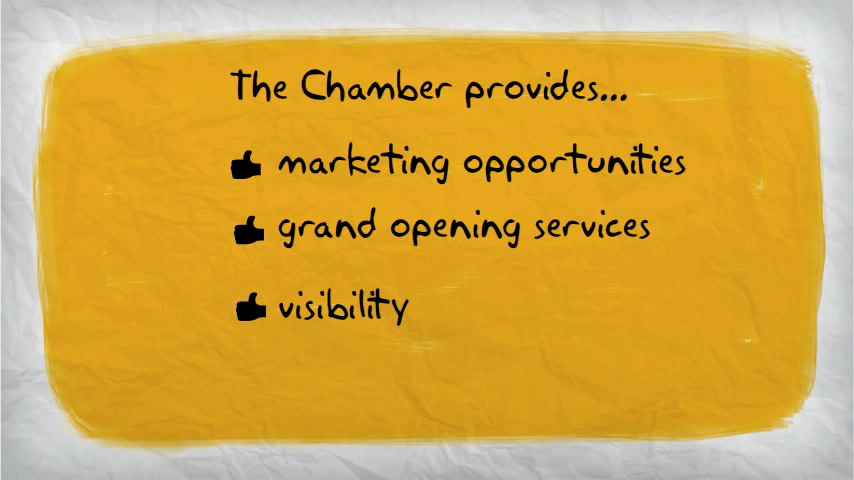 The Chamber provides...
marketing opportunities
grand opening services
visibility